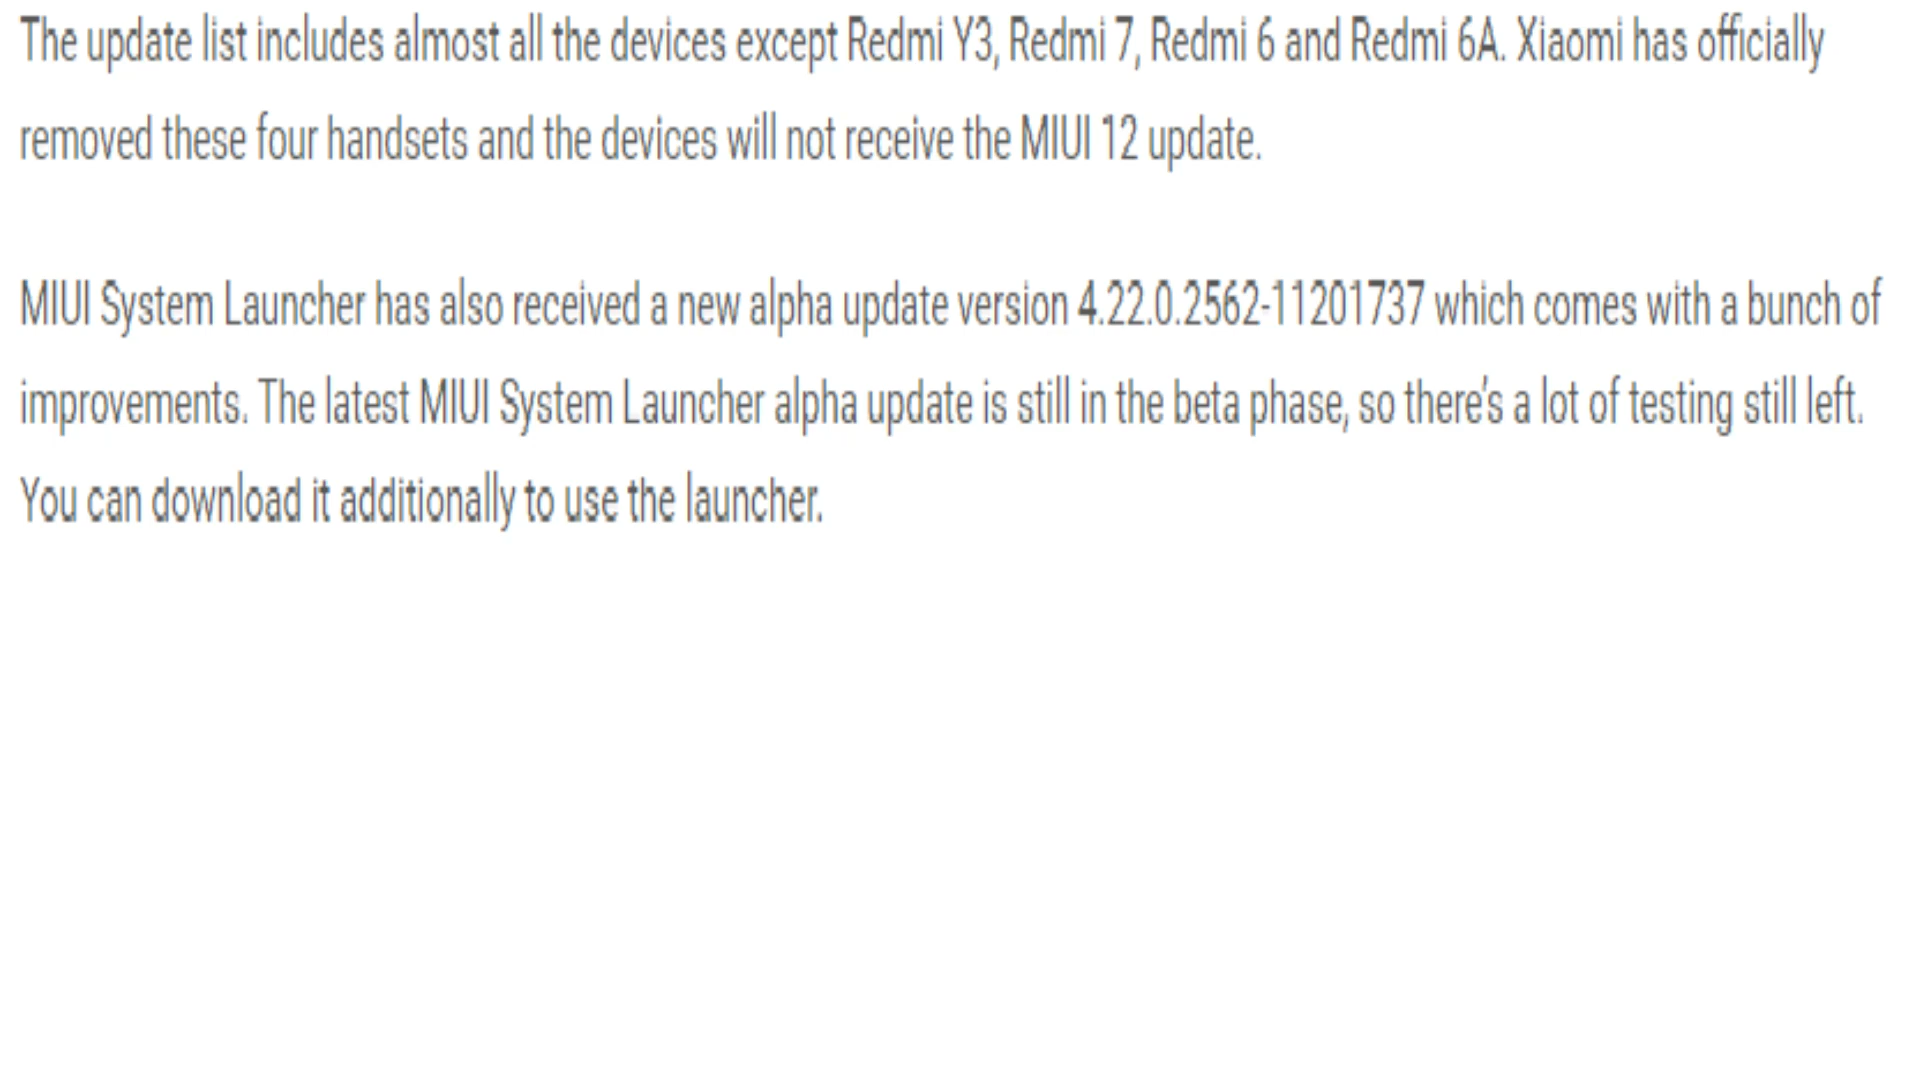 The update list includes almost all the devices except Redmi Y3, Redmi 7, Redmi 6 and Redmi 6A. Xiaomi has officially
removed these four handsets and the devices will not receive the MIUI 12 update.
MIUI System Launcher has also received a new alpha update version 4.22.0.2562-11201737 which comes with a bunch of
improvements. The latest MIUI System Launcher alpha update is still in the beta phase, so there's a lot of testing still left.
You can download it additionally to use the launcher.